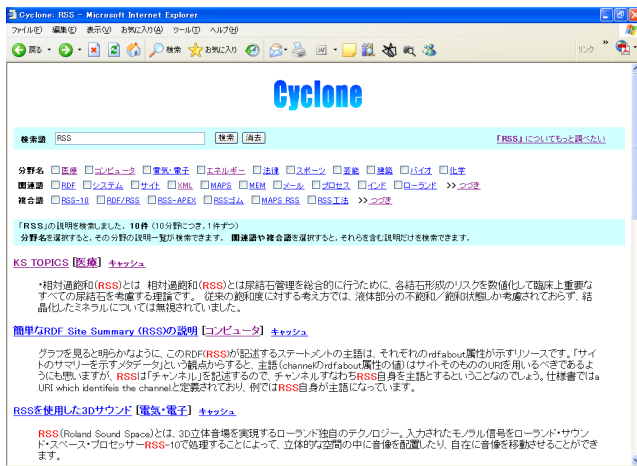 Cyclone: RSS - Microsoft Internet Explorer
ファイル(F) 編集(E) 表示(V) お気に入り(A) ツール(T) ヘルプ(H)
戻る 検索 お気に入り リンク »
Cyclone
検索語 RSS 検索 消去 「RSS」についてもっと調べたい
分野名 医療 コンピュータ 電気・電子 エネルギー 法律 スポーツ 芸能 建築 バイオ 化学
関連語 RDF システム サイト XML MAPS MEM メール プロセス インド ローランド >> つづき
複合語 RSS-10 RDF/RSS RSS-APEX RSSゴム MAPS RSS RSS工法 >> つづき
「RSS」の説明を検索しました。10件 (10分野につき、1件ずつ)
分野名を選択すると、その分野の説明一覧が検索できます。 関連語や複合語を選択すると、それらを含む説明だけを検索できます。
KS TOPICS [医療] キャッシュ
・相対過飽和(RSS)とは 相対過飽和(RSS)とは尿結石管理を総合的に行うために、各結石形成のリスクを数値化して臨床上重要な
すべての尿結石を考慮する理論です。 従来の飽和度に対する考え方では、液体部分の不飽和/飽和状態しか考慮されておらず、結
晶化したミネラルについては無視されていました。
簡単なRDF Site Summary (RSS)の説明 [コンピュータ] キャッシュ
グラフを見ると明らかなように、このRDF(RSS)が記述するステートメントの主語は、それぞれのrdf:about属性が示すリソースです。「サイ
トのサマリーを示すメタデータ」という観点からすると、主語(channelのrdf:about属性の値)はサイトそのもののURIを用いるべきであるよ
うにも思いますが、RSSは「チャンネル」を記述するので、チャンネルすなわちRSS自身を主語とするということなのでしょう。仕様書ではa
URI which identifeis the channelと定義されており、例ではRSS自身が主語になっています。
RSSを使用した3Dサウンド [電気・電子] キャッシュ
RSS(Roland Sound Space)とは、3D立体音場を実現するローランド独自のテクノロジー。入力されたモノラル信号をローランド・サウン
ド・スペース・プロセッサーRSS-10で処理することによって、立体的な空間の中に音像を配置したり、自在に音像を移動させることができ
ます。